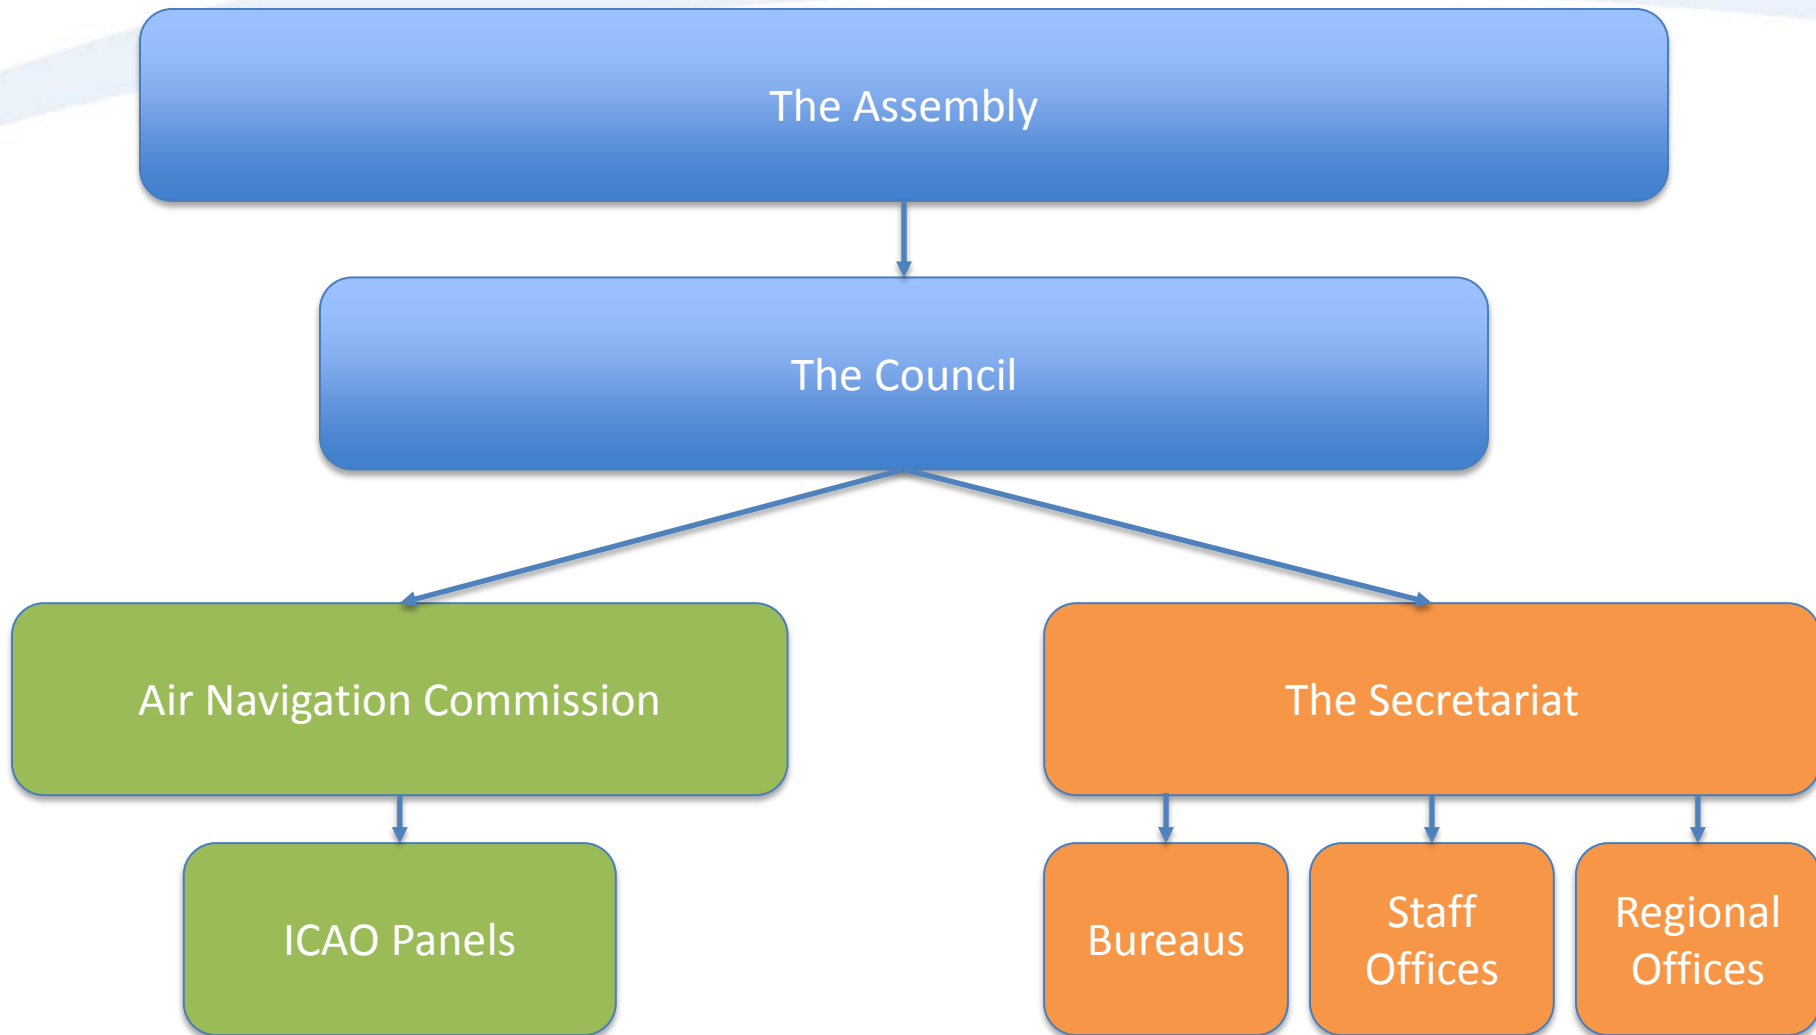 The Assembly
The Council
Air Navigation Commission
The Secretariat
ICAO Panels
Bureaus
Staff
Offices
Regional
Offices